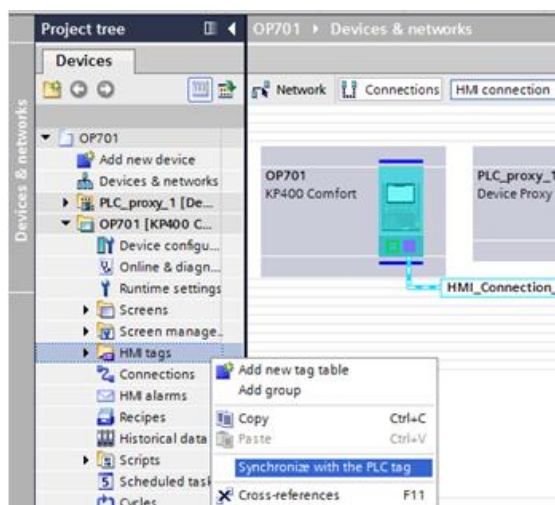 Project tree
OP701
Devices & networks
Devices
Devices & networks
Network
Connections
HMI connection
OP701
Add new device
Devices & networks
PLC_proxy_1 [De...
OP701 [KP400 C...
Device configu...
Online & diagn...
Runtime settings
Screens
Screen manage...
HMI tags
Connections
HMI alarms
Recipes
Historical data
Scripts
Scheduled task
Cycles
OP701
KP400 Comfort
PLC_proxy_1
Device Proxy
HMI_Connection_
Add new tag table
Add group
Copy Ctrl+C
Paste Ctrl+V
Synchronize with the PLC tag
Cross-references F11